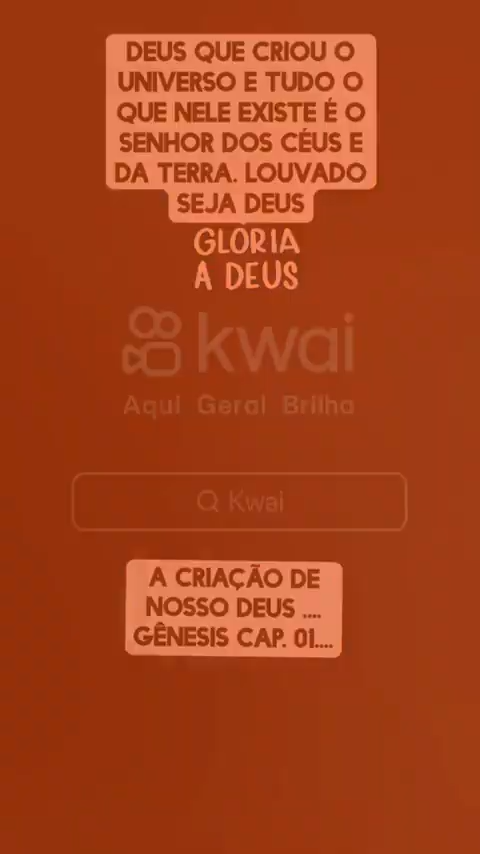 DEUS QUE CRIOU O
UNIVERSO E TUDO O
QUE NELE EXISTE É O
SENHOR DOS CÉUS E
DA TERRA. LOUVADO
SEJA DEUS
GLÓRIA
A DEUS
kwai
Aqui Geral Brilha
Kwai
A CRIAÇÃO DE
NOSSO DEUS ....
GÊNESIS CAP. 01....